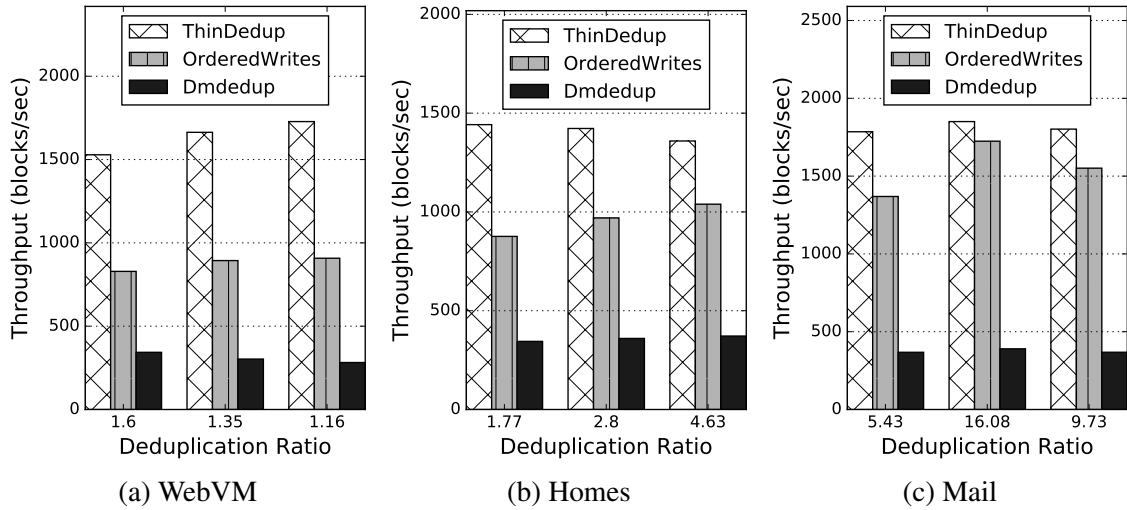 Throughput (blocks/sec)
2000
1500
1000
500
0
ThinDedup
OrderedWrites
Dmdedup
1.6 1.35 1.16
Deduplication Ratio
(a) WebVM
Throughput (blocks/sec)
2000
1500
1000
500
0
ThinDedup
OrderedWrites
Dmdedup
1.77 2.8 4.63
Deduplication Ratio
(b) Homes
Throughput (blocks/sec)
2500
2000
1500
1000
500
0
ThinDedup
OrderedWrites
Dmdedup
5.43 16.08 9.73
Deduplication Ratio
(c) Mail